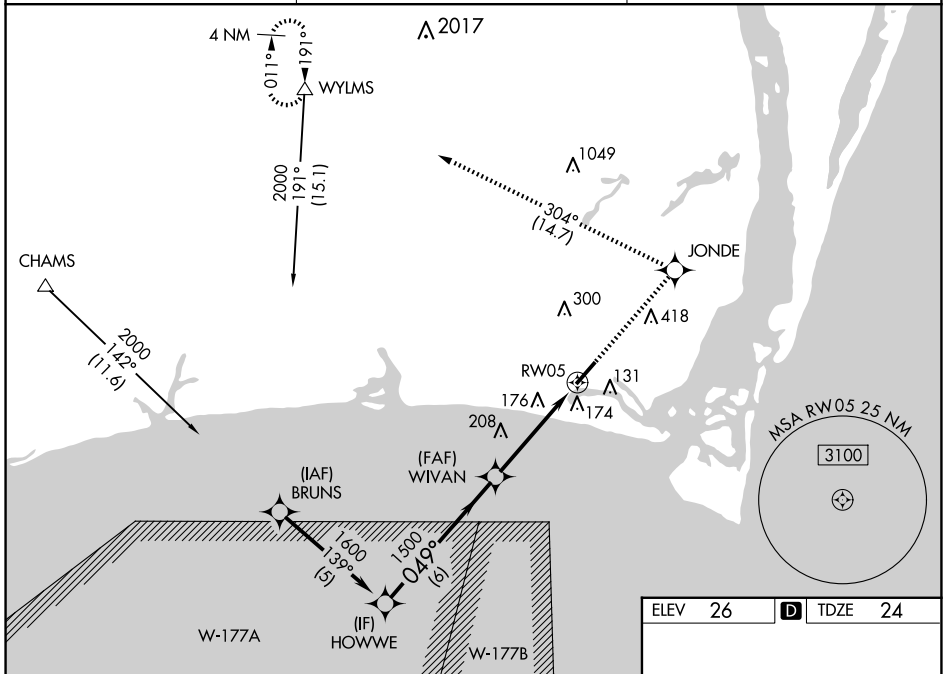 2017
4 NM
011°
191°
WYLMS
1049
2000
191°
(15.1)
304°
(14.7)
JONDE
CHAMS
300
418
2000
142°
(11.6)
RW05
131
176
174
208
MSA RW05 25 NM
3100
(FAF)
WIVAN
(IAF)
BRUNS
1600
139°
(5)
1500
049°
(6)
(IF)
HOWWE
W-177A
W-177B
ELEV 26 D TDZE 24